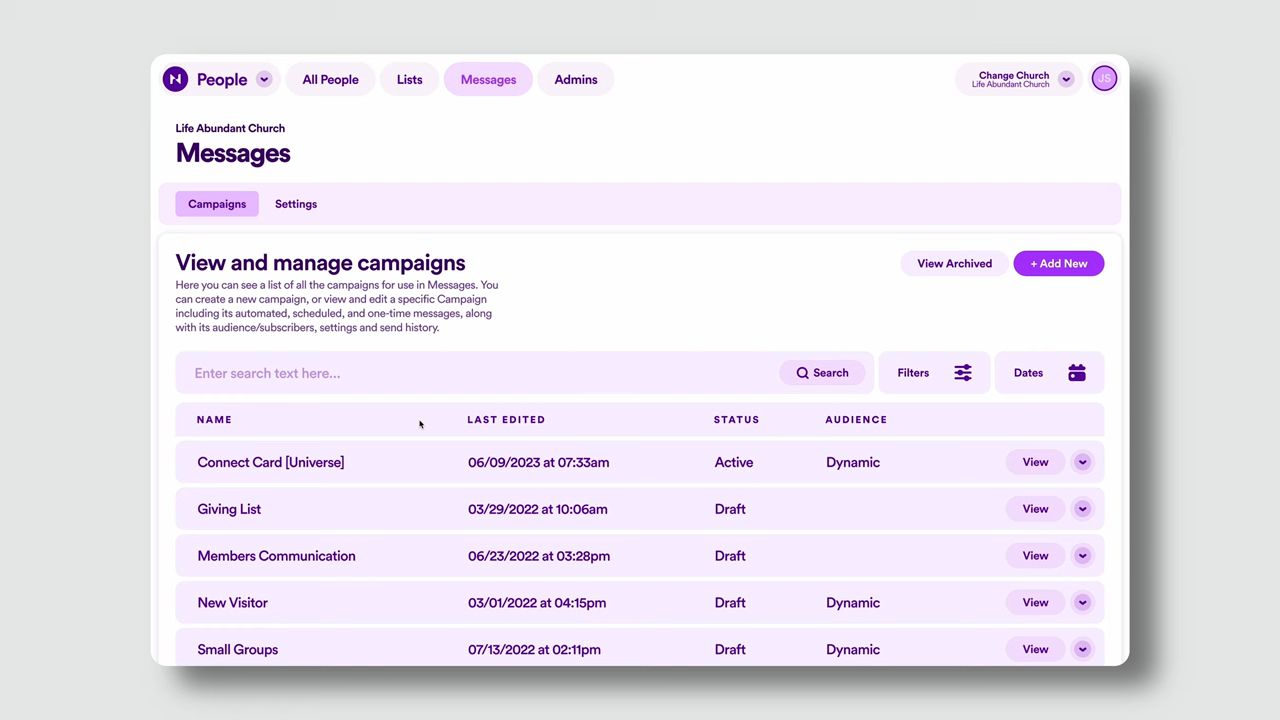 N People All People Lists Messages Admins Change Church
Life Abundant Church JS
Life Abundant Church
Messages
Campaigns Settings
View and manage campaigns View Archived + Add New
Here you can see a list of all the campaigns for use in Messages. You
can create a new campaign, or view and edit a specific Campaign
including its automated, scheduled, and one-time messages, along
with its audience/subscribers, settings and send history.
Enter search text here... Search Filters Dates
NAME LAST EDITED STATUS AUDIENCE
Connect Card [Universe] 06/09/2023 at 07:33am Active Dynamic View
Giving List 03/29/2022 at 10:06am Draft View
Members Communication 06/23/2022 at 03:28pm Draft View
New Visitor 03/01/2022 at 04:15pm Draft Dynamic View
Small Groups 07/13/2022 at 02:11pm Draft Dynamic View